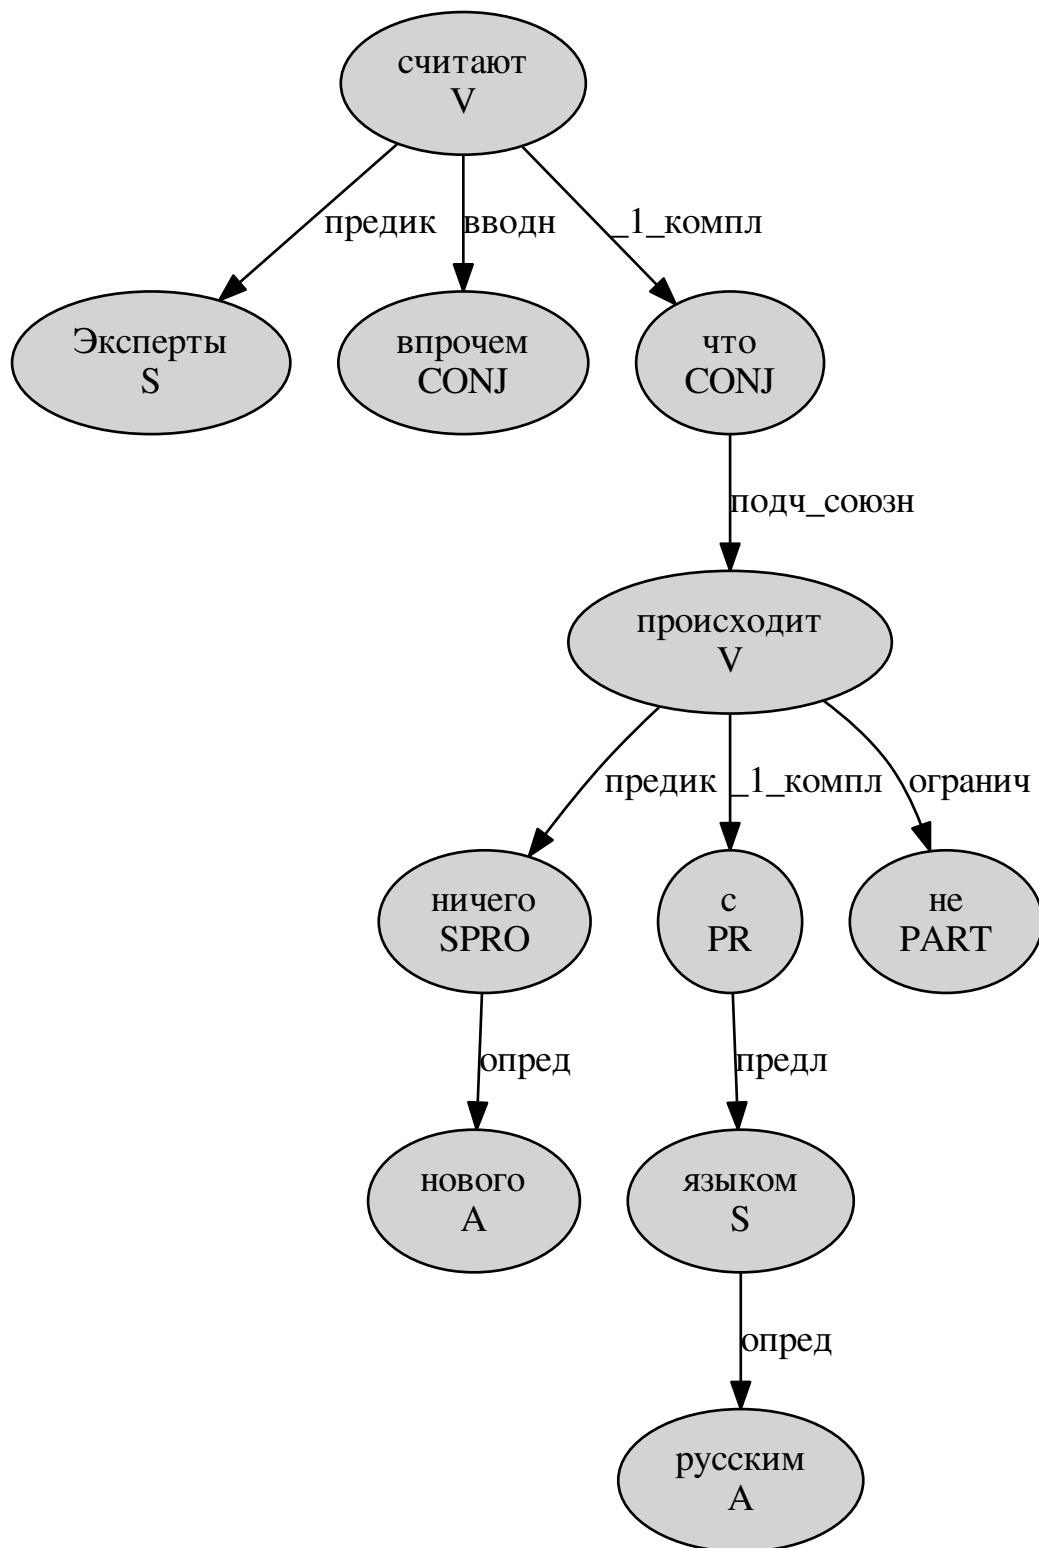 считают
V
предик
вводн
_1_компл
Эксперты
S
впрочем
CONJ
что
CONJ
подч_союзн
происходит
V
предик
_1_компл
огранич
ничего
SPRO
с
PR
не
PART
опред
предл
нового
A
языком
S
опред
русским
A